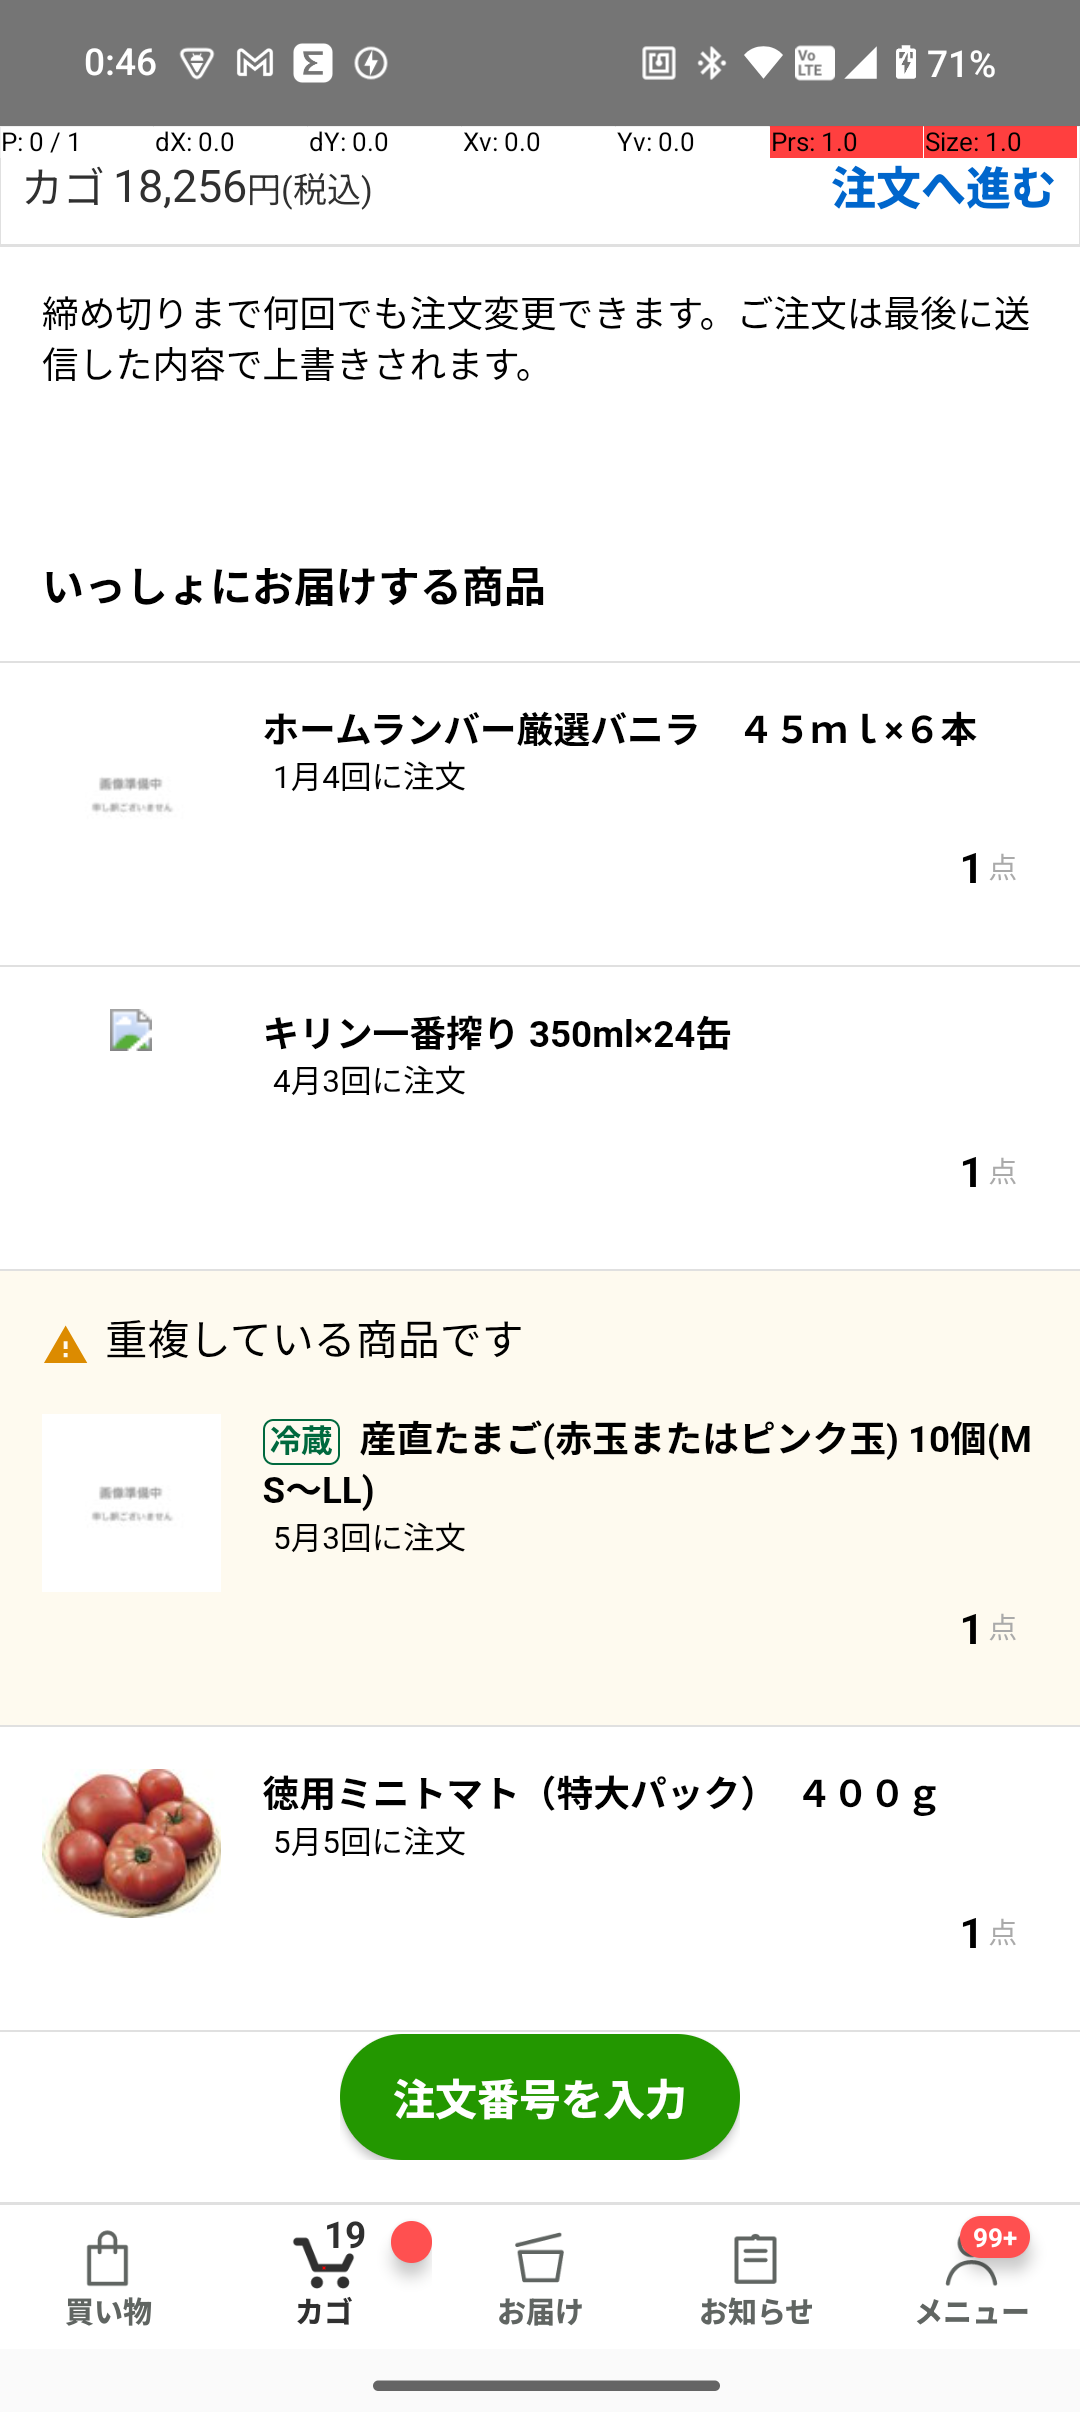 0:46
Vo LTE
71%
P: 0 / 1 dX: 0.0 dY: 0.0 Xv: 0.0 Yv: 0.0 Prs: 1.0 Size: 1.0
カゴ 18,256円(税込)
注文へ進む
締め切りまで何回でも注文変更できます。ご注文は最後に送
信した内容で上書きされます。
いっしょにお届けする商品
ホームランバー厳選バニラ　４５ｍｌ×６本
1月4回に注文
画像準備中
申し訳ございません
1点
キリン一番搾り 350ml×24缶
4月3回に注文
1点
重複している商品です
冷蔵 産直たまご(赤玉またはピンク玉) 10個(M
S〜LL)
画像準備中
申し訳ございません
5月3回に注文
1点
徳用ミニトマト（特大パック）　４００ｇ
5月5回に注文
1点
注文番号を入力
19
99+
買い物
カゴ
お届け
お知らせ
メニュー